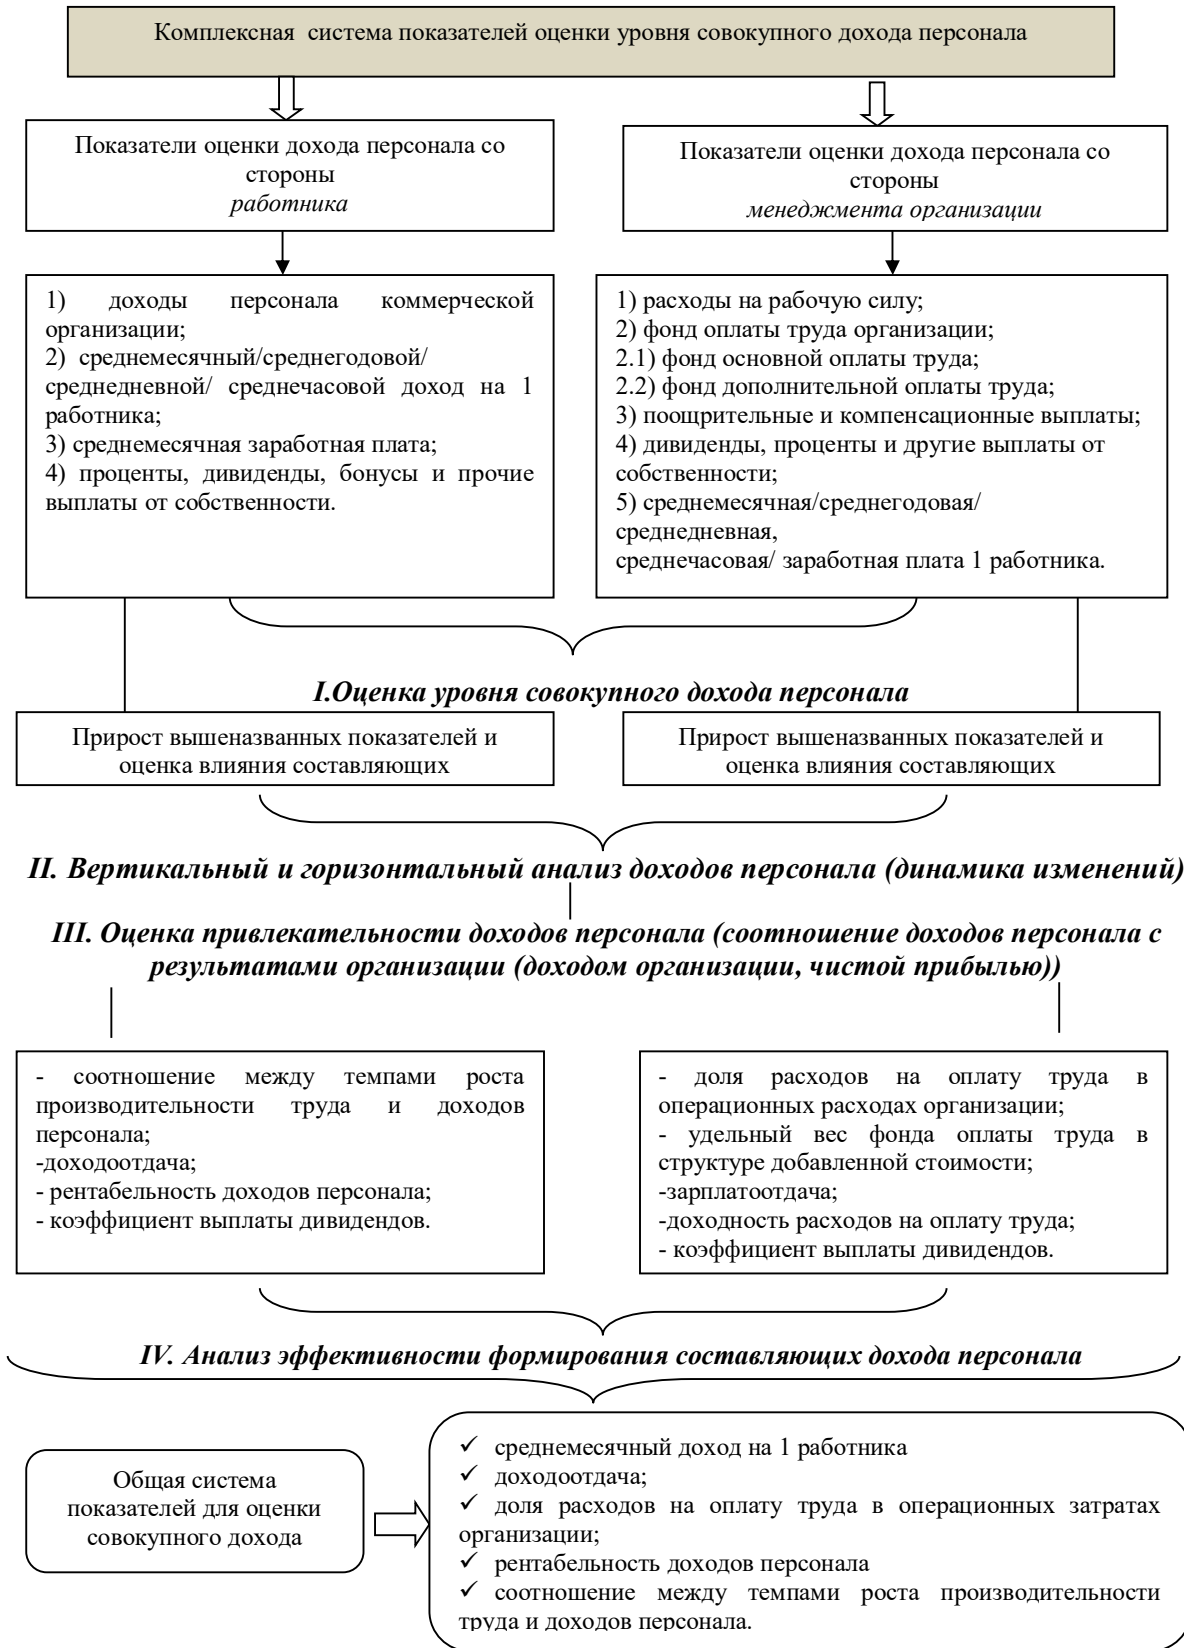 Комплексная система показателей оценки уровня совокупного дохода персонала
Показатели оценки дохода персонала со
стороны
работника
Показатели оценки дохода персонала со
стороны
менеджмента организации
1) доходы персонала коммерческой
организации;
2) среднемесячный/среднегодовой/
среднедневной/ среднечасовой доход на 1
работника;
3) среднемесячная заработная плата;
4) проценты, дивиденды, бонусы и прочие
выплаты от собственности.
1) расходы на рабочую силу;
2) фонд оплаты труда организации;
2.1) фонд основной оплаты труда;
2.2) фонд дополнительной оплаты труда;
3) поощрительные и компенсационные выплаты;
4) дивиденды, проценты и другие выплаты от
собственности;
5) среднемесячная/среднегодовая/
среднедневная,
среднечасовая/ заработная плата 1 работника.
I.Оценка уровня совокупного дохода персонала
Прирост вышеназванных показателей и
оценка влияния составляющих
Прирост вышеназванных показателей и
оценка влияния составляющих
II. Вертикальный и горизонтальный анализ доходов персонала (динамика изменений)
III. Оценка привлекательности доходов персонала (соотношение доходов персонала с
результатами организации (доходом организации, чистой прибылью))
- соотношение между темпами роста
производительности труда и доходов
персонала;
-доходоотдача;
- рентабельность доходов персонала;
- коэффициент выплаты дивидендов.
- доля расходов на оплату труда в
операционных расходах организации;
- удельный вес фонда оплаты труда в
структуре добавленной стоимости;
-зарплатоотдача;
-доходность расходов на оплату труда;
- коэффициент выплаты дивидендов.
IV. Анализ эффективности формирования составляющих дохода персонала
Общая система
показателей для оценки
совокупного дохода
✓ среднемесячный доход на 1 работника
✓ доходоотдача;
✓ доля расходов на оплату труда в операционных затратах
организации;
✓ рентабельность доходов персонала
✓ соотношение между темпами роста производительности
труда и доходов персонала.